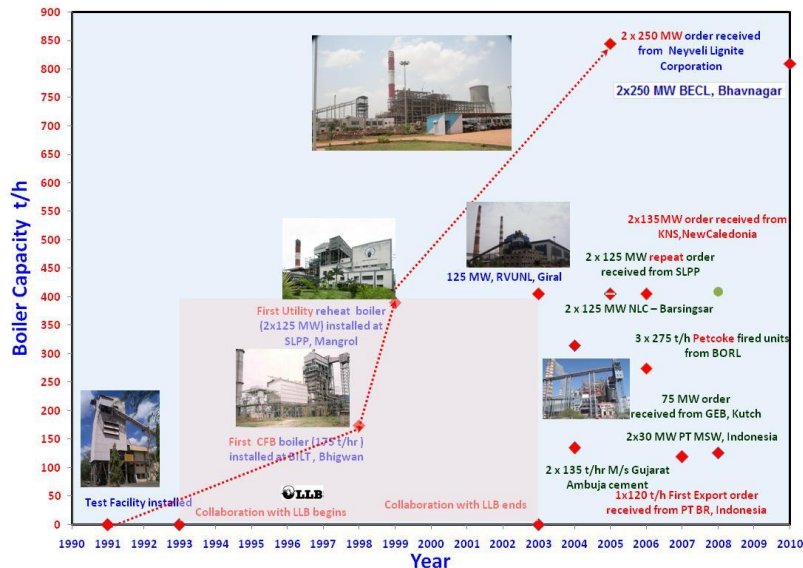 900
850
800
750
700
650
600
550
500
450
400
350
300
250
200
150
100
50
0
Boiler Capacity t/h
2 x 250 MW order received
from Neyveli Lignite
Corporation
2x250 MW BECL, Bhavnagar
2x135MW order received from
KNS,NewCaledonia
2 x 125 MW repeat order
received from SLPP
125 MW, RVUNL, Giral
2 x 125 MW NLC – Barsingsar
First Utility reheat boiler
(2x125 MW) installed at
SLPP, Mangrol
3 x 275 t/h Petcoke fired units
from BORL
75 MW order
received from GEB, Kutch
First CFB boiler (175 t/hr )
installed at BILT , Bhigwan
2x30 MW PT MSW, Indonesia
2 x 135 t/hr M/s Gujarat
Ambuja cement
Test Facility installed
LLB
Collaboration with LLB begins
Collaboration with LLB ends
1x120 t/h First Export order
received from PT BR, Indonesia
1990 1991 1992 1993 1994 1995 1996 1997 1998 1999 2000 2001 2002 2003 2004 2005 2006 2007 2008 2009 2010
Year